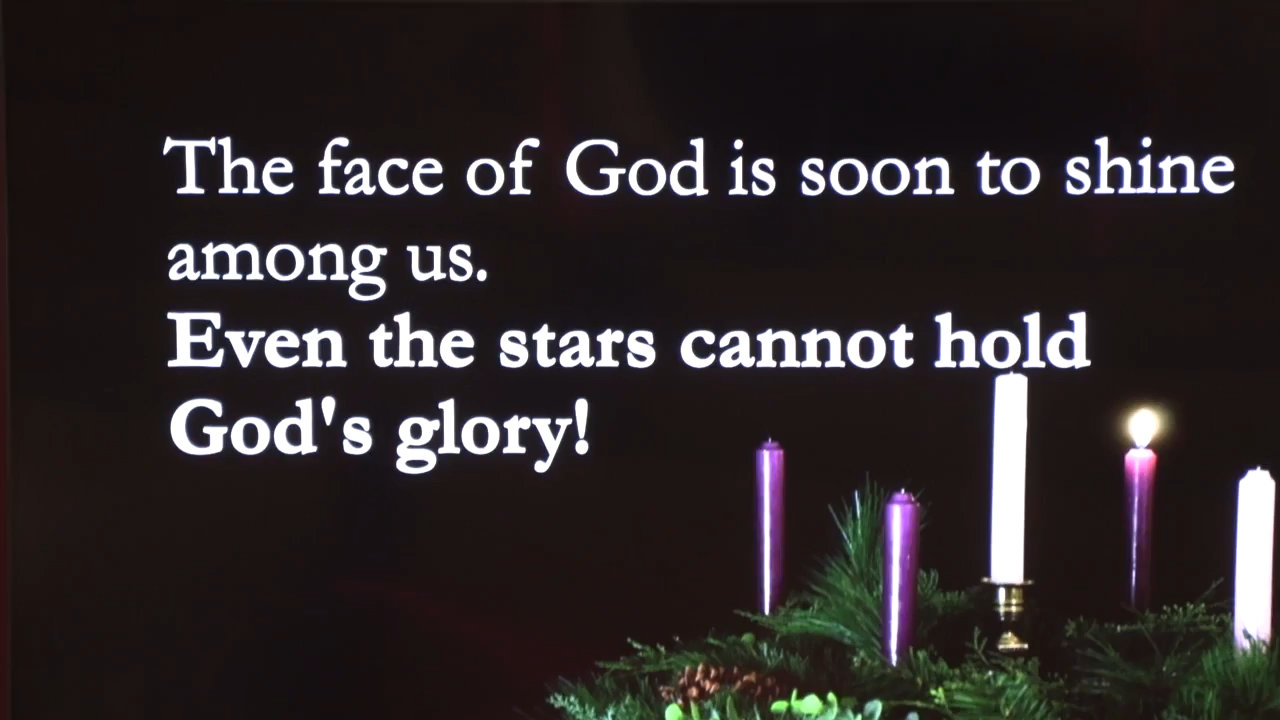 The face of God is soon to shine
among us.
Even the stars cannot hold
God's glory!